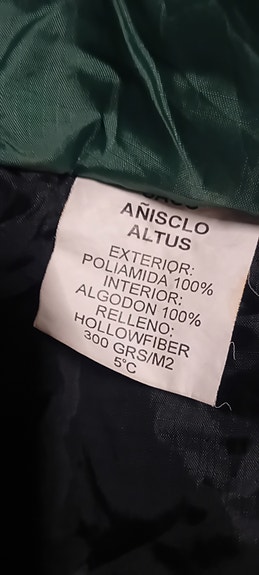 AÑISCLO
ALTUS
EXTERIOR:
POLIAMIDA 100%
INTERIOR:
ALGODON 100%
RELLENO:
HOLLOWFIBER
300 GRS/M2
5°C